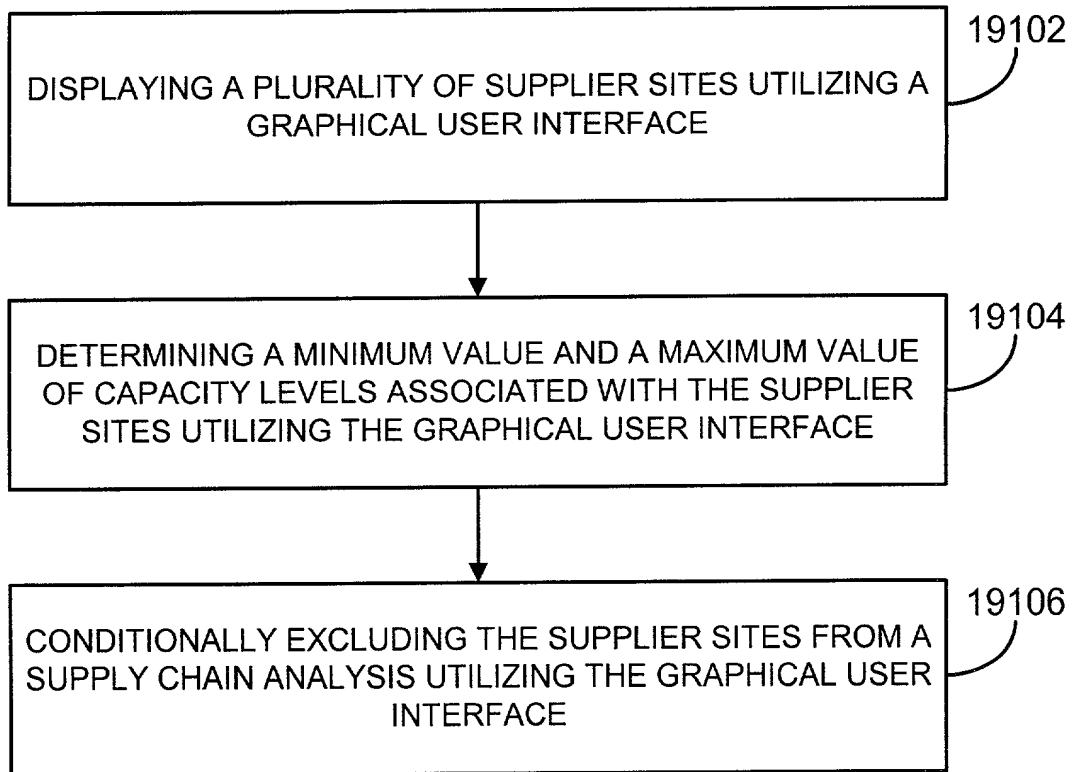 19102
DISPLAYING A PLURALITY OF SUPPLIER SITES UTILIZING A
GRAPHICAL USER INTERFACE
19104
DETERMINING A MINIMUM VALUE AND A MAXIMUM VALUE
OF CAPACITY LEVELS ASSOCIATED WITH THE SUPPLIER
SITES UTILIZING THE GRAPHICAL USER INTERFACE
19106
CONDITIONALLY EXCLUDING THE SUPPLIER SITES FROM A
SUPPLY CHAIN ANALYSIS UTILIZING THE GRAPHICAL USER
INTERFACE